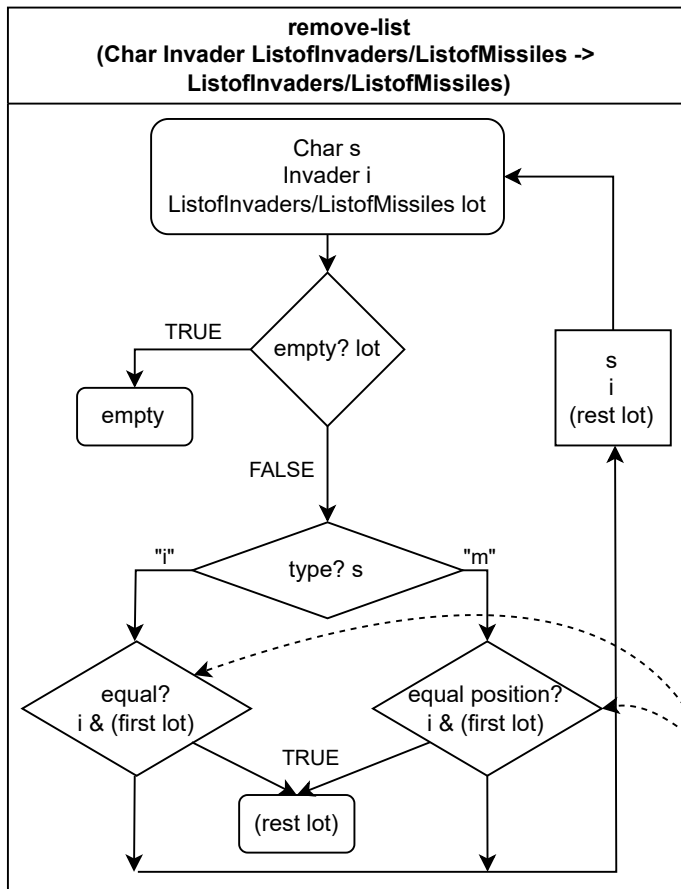 remove-list
(Char Invader ListofInvaders/ListofMissiles ->
ListofInvaders/ListofMissiles)
Char s
Invader i
ListofInvaders/ListofMissiles lot
TRUE
empty? lot
empty
s
i
(rest lot)
FALSE
"i"
type? s
"m"
equal?
i & (first lot)
equal position?
i & (first lot)
TRUE
(rest lot)